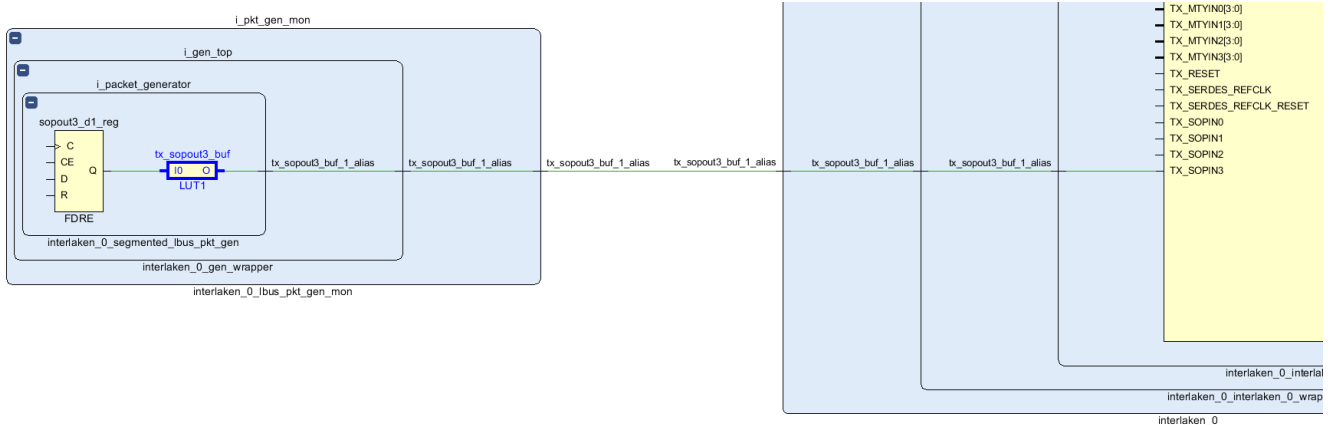 i_pkt_gen_mon
i_gen_top
i_packet_generator
sopout3_d1_reg
C
CE
D
R
Q
FDRE
tx_sopout3_buf
I0 O
LUT1
tx_sopout3_buf_1_alias
tx_sopout3_buf_1_alias
tx_sopout3_buf_1_alias
tx_sopout3_buf_1_alias
tx_sopout3_buf_1_alias
tx_sopout3_buf_1_alias
interlaken_0_segmented_lbus_pkt_gen
interlaken_0_gen_wrapper
interlaken_0_lbus_pkt_gen_mon
TX_MTYIN0[3:0]
TX_MTYIN1[3:0]
TX_MTYIN2[3:0]
TX_MTYIN3[3:0]
TX_RESET
TX_SERDES_REFCLK
TX_SERDES_REFCLK_RESET
TX_SOPIN0
TX_SOPIN1
TX_SOPIN2
TX_SOPIN3
interlaken_0_interla
interlaken_0_interlaken_0_wrap
interlaken_0